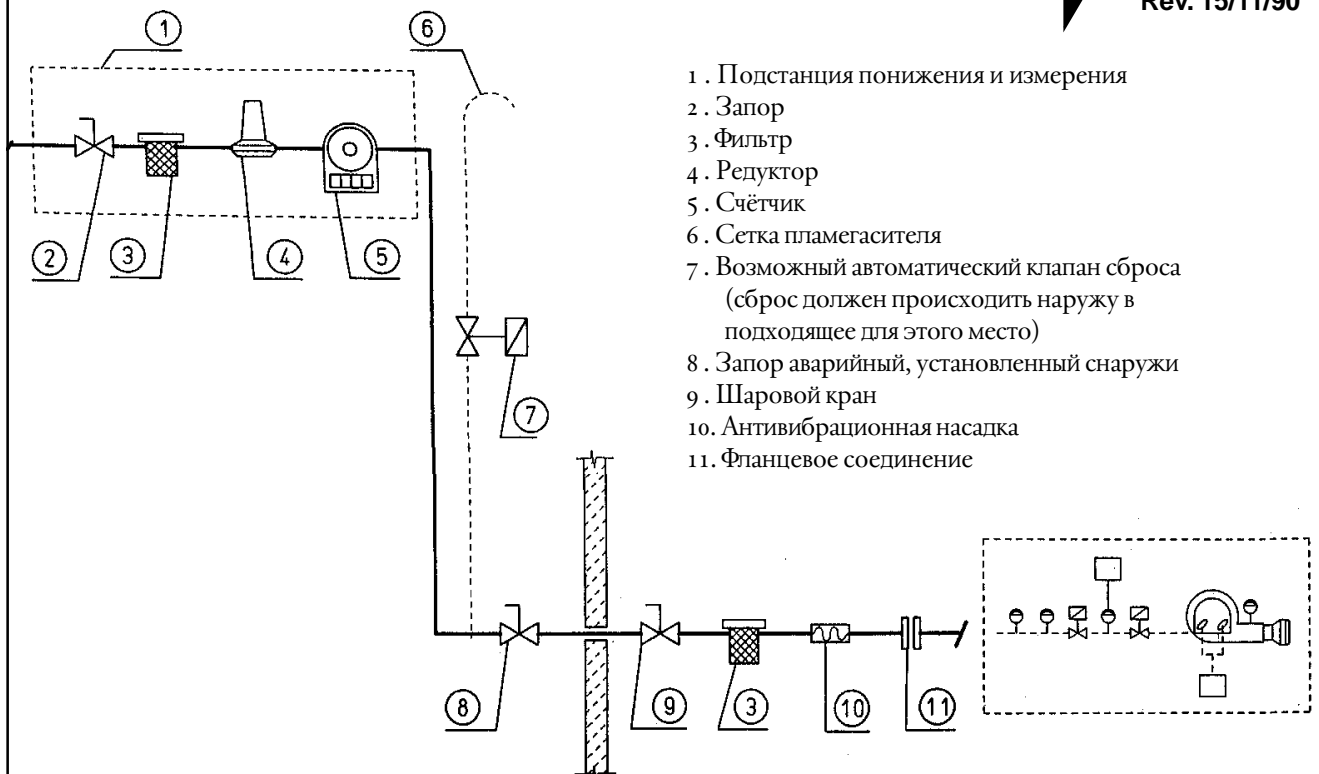 Rev. 15/11/90
1
6
1 . Подстанция понижения и измерения
2 . Запор
3 . Фильтр
4 . Редуктор
5 . Счётчик
6 . Сетка пламегасителя
7 . Возможный автоматический клапан сброса
(сброс должен происходить наружу в
подходящее для этого место)
8 . Запор аварийный, установленный снаружи
9 . Шаровой кран
10. Антивибрационная насадка
11. Фланцевое соединение
2
3
4
5
7
8
9
3
10
11